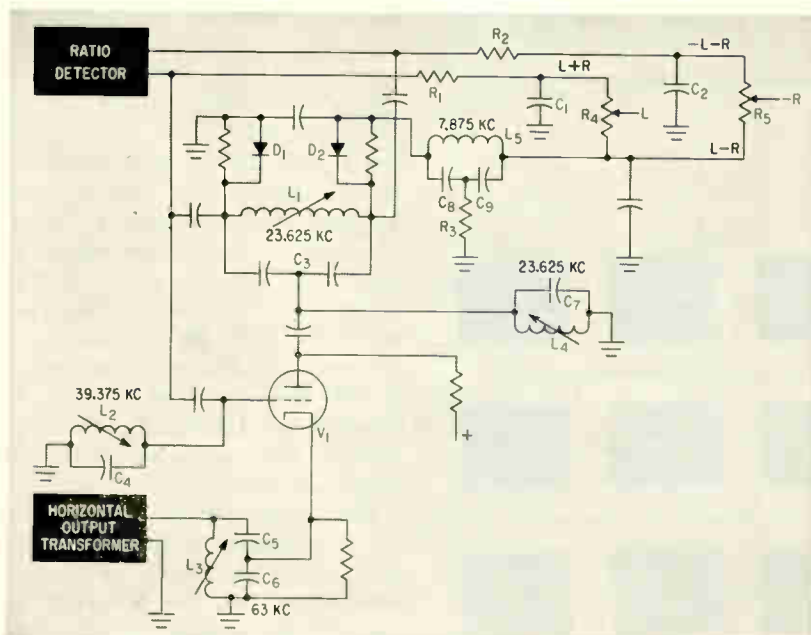 RATIO
DETECTOR
R2
-L-R
L+R
R1
C1
R4
L
C2
R5
-R
L-R
D1
D2
7.875 KC
L5
C8
C9
R3
L1
23.625 KC
C3
23.625 KC
C7
L4
39.375 KC
L2
C4
V1
+
HORIZONTAL
OUTPUT
TRANSFORMER
L3
C5
C6
63 KC